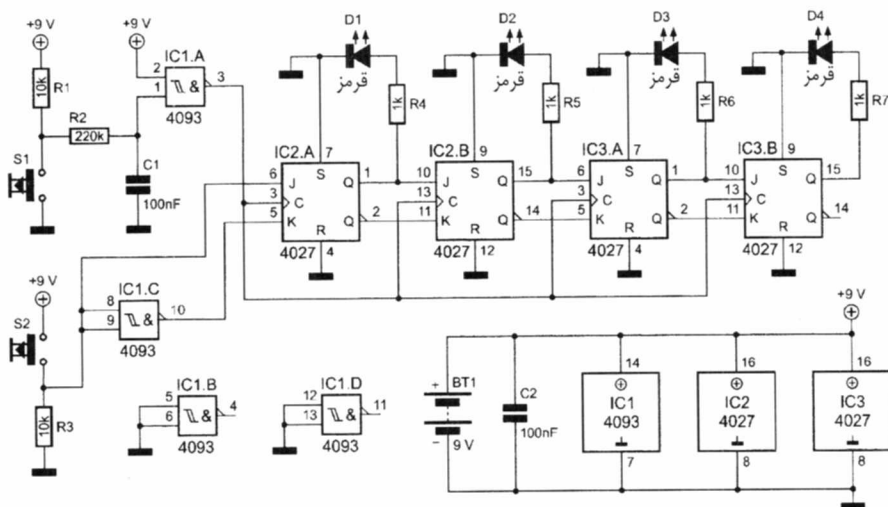 +9 V
+9 V
R1
10k
R2
220k
S1
C1
100nF
IC1.A
2
1
3
4093
D1
قرمز
R4
1k
IC2.A
7
6
3
5
J
C
K
S
Q
Q
R
1
2
4027
4
D2
قرمز
R5
1k
IC2.B
9
10
13
11
J
C
K
S
Q
Q
R
15
14
4027
12
D3
قرمز
R6
1k
IC3.A
7
6
3
5
J
C
K
S
Q
Q
R
1
2
4027
4
D4
قرمز
R7
1k
IC3.B
9
10
13
11
J
C
K
S
Q
Q
R
15
14
4027
12
+9 V
S2
R3
10k
IC1.C
8
9
10
4093
IC1.B
5
6
4
4093
IC1.D
12
13
11
4093
+9 V
BT1
9 V
C2
100nF
14
IC1
4093
7
16
IC2
4027
8
16
IC3
4027
8